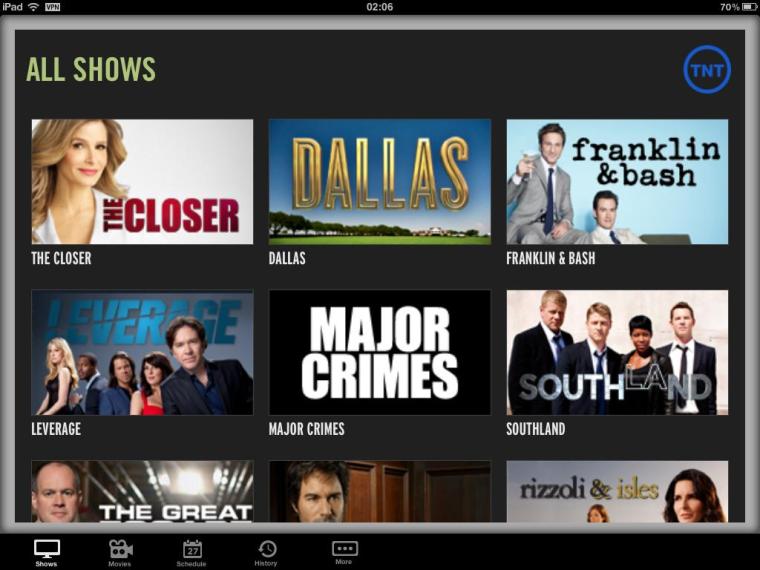 iPad VPN 02:06 70%
ALL SHOWS
TNT
THE CLOSER
DALLAS
franklin
& bash
THE CLOSER
DALLAS
FRANKLIN & BASH
LEVERAGE
MAJOR
CRIMES
SOUTHLAND
LEVERAGE
MAJOR CRIMES
SOUTHLAND
THE GREAT
rizzoli & isles
27
Shows
Movies
Schedule
History
More